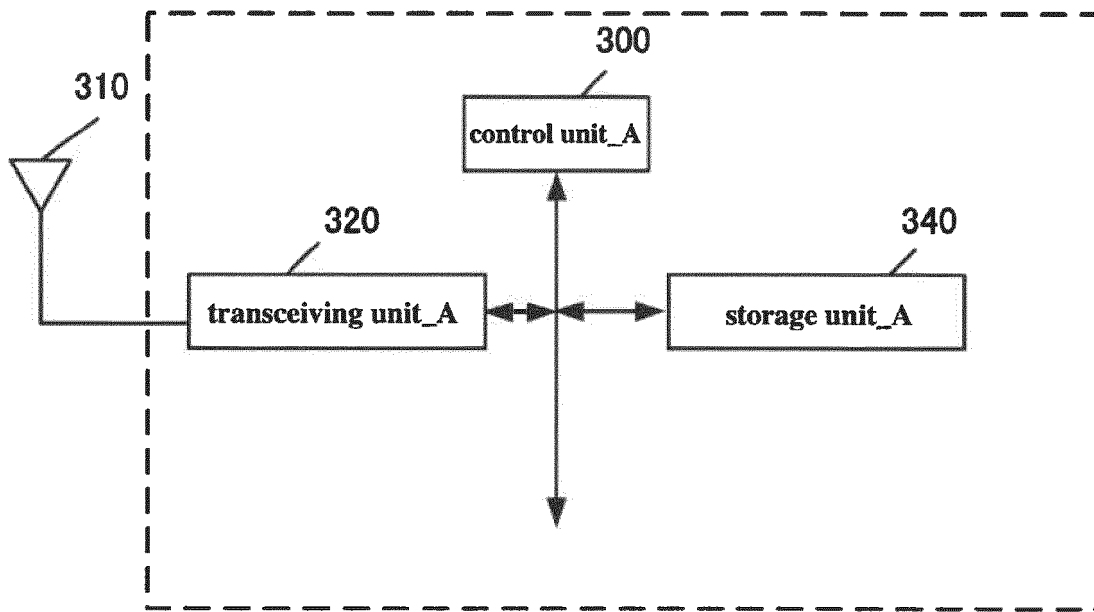 300
310
control unit_A
320
340
transceiving unit_A
storage unit_A